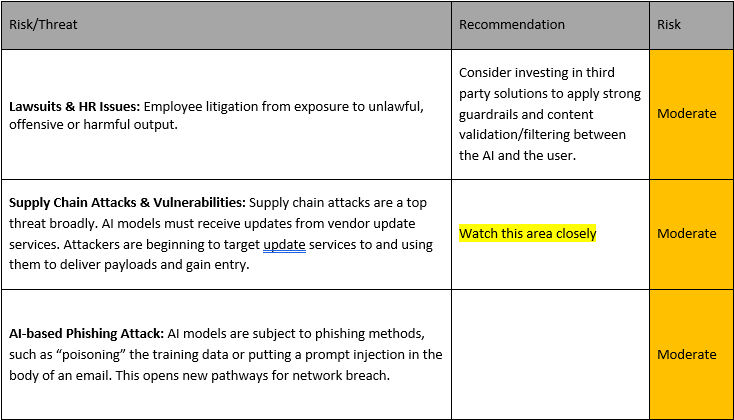 Risk/Threat
Recommendation
Risk
Lawsuits & HR Issues: Employee litigation from exposure to unlawful,
offensive or harmful output.
Consider investing in third
party solutions to apply strong
guardrails and content
validation/filtering between
the AI and the user.
Moderate
Supply Chain Attacks & Vulnerabilities: Supply chain attacks are a top
threat broadly. AI models must receive updates from vendor update
services. Attackers are beginning to target update services to and using
them to deliver payloads and gain entry.
Watch this area closely
Moderate
AI-based Phishing Attack: AI models are subject to phishing methods,
such as “poisoning” the training data or putting a prompt injection in the
body of an email. This opens new pathways for network breach.
Moderate